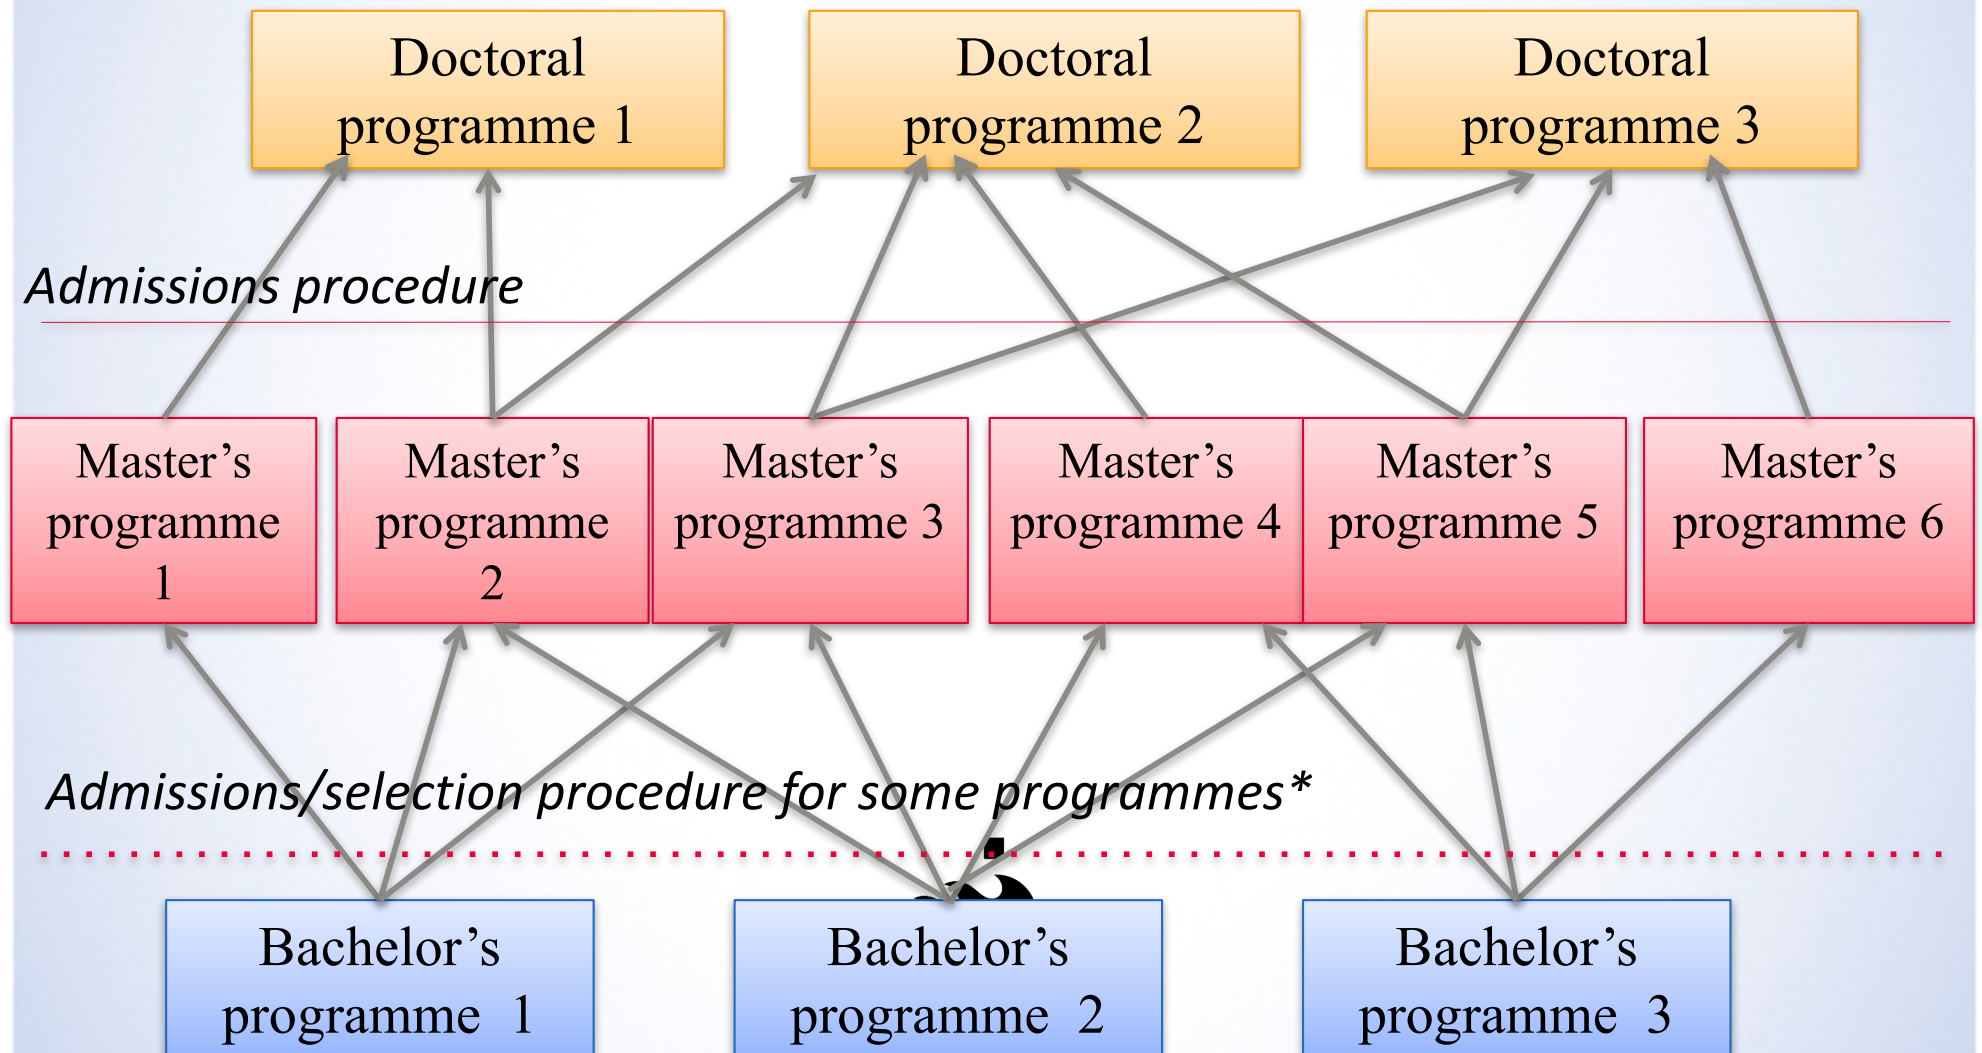 Doctoral
programme 1
Doctoral
programme 2
Doctoral
programme 3
Admissions procedure
Master’s
programme
1
Master’s
programme
2
Master’s
programme 3
Master’s
programme 4
Master’s
programme 5
Master’s
programme 6
Admissions/selection procedure for some programmes*
Bachelor’s
programme  1
Bachelor’s
programme  2
Bachelor’s
programme  3